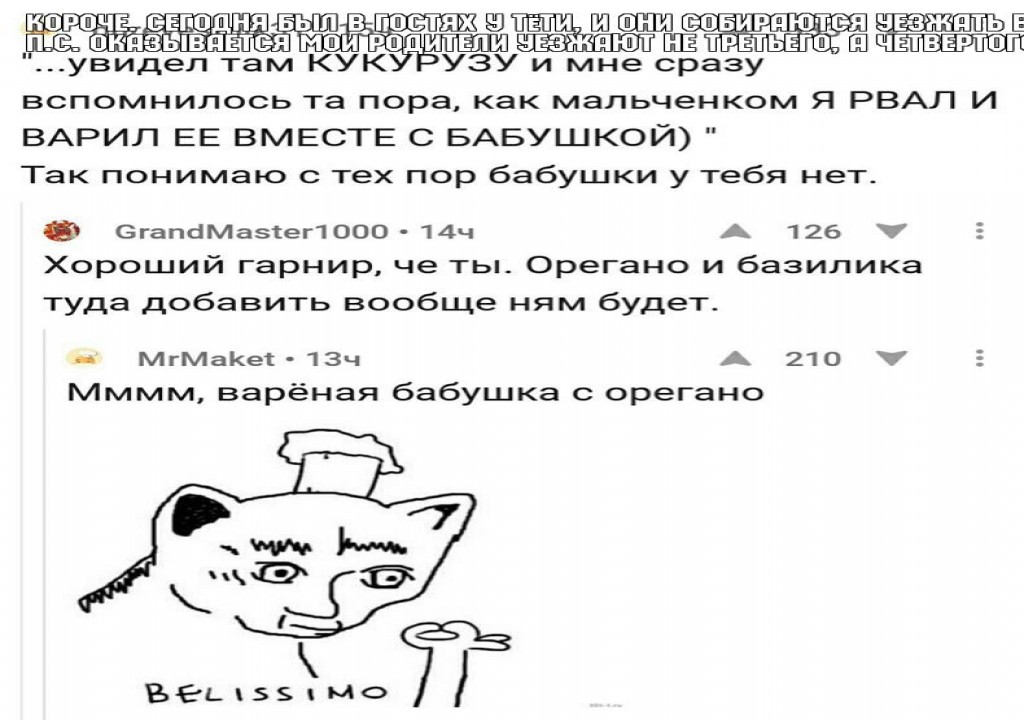 КОРОЧЕ, СЕГОДНЯ БЫЛ В ГОСТЯХ У ТЕТИ, И ОНИ СОБИРАЮТСЯ УЕЗЖАТЬ В
П.С. ОКАЗЫВАЕТСЯ МОИ РОДИТЕЛИ УЕЗЖАЮТ НЕ ТРЕТЬЕГО, А ЧЕТВЕРТОГО
"...увидел там КУКУРУЗУ и мне сразу
вспомнилось та пора, как мальченком Я РВАЛ И
ВАРИЛ ЕЕ ВМЕСТЕ С БАБУШКОЙ) "
Так понимаю с тех пор бабушки у тебя нет.
GrandMaster1000 • 14ч 126
Хороший гарнир, че ты. Орегано и базилика
туда добавить вообще ням будет.
MrMaket • 13ч 210
Мммм, варёная бабушка с орегано
BELISSIMO